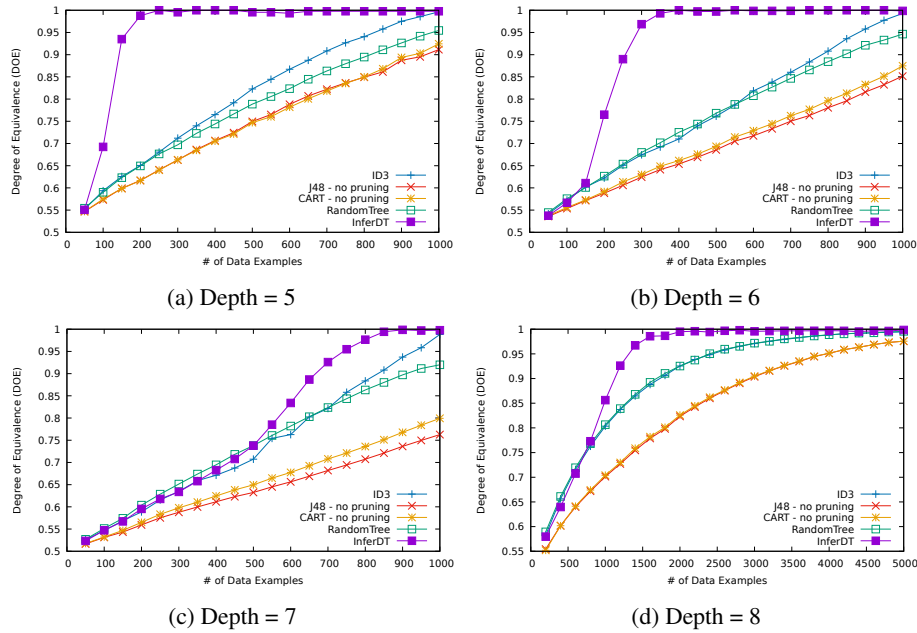 1
0.95
0.9
0.85
0.8
0.75
0.7
0.65
0.6
0.55
0.5
Degree of Equivalence (DOE)
ID3
J48 - no pruning
CART - no pruning
RandomTree
InferDT
0 100 200 300 400 500 600 700 800 900 1000
# of Data Examples
(a) Depth = 5
1
0.95
0.9
0.85
0.8
0.75
0.7
0.65
0.6
0.55
0.5
Degree of Equivalence (DOE)
ID3
J48 - no pruning
CART - no pruning
RandomTree
InferDT
0 100 200 300 400 500 600 700 800 900 1000
# of Data Examples
(b) Depth = 6
1
0.95
0.9
0.85
0.8
0.75
0.7
0.65
0.6
0.55
0.5
Degree of Equivalence (DOE)
ID3
J48 - no pruning
CART - no pruning
RandomTree
InferDT
0 100 200 300 400 500 600 700 800 900 1000
# of Data Examples
(c) Depth = 7
1
0.95
0.9
0.85
0.8
0.75
0.7
0.65
0.6
0.55
Degree of Equivalence (DOE)
ID3
J48 - no pruning
CART - no pruning
RandomTree
InferDT
0 500 1000 1500 2000 2500 3000 3500 4000 4500 5000
# of Data Examples
(d) Depth = 8